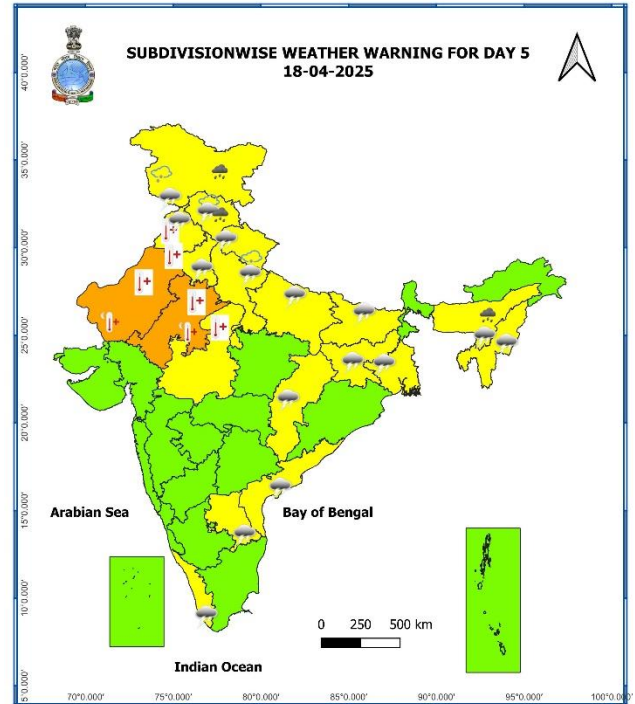 SUBDIVISIONWISE WEATHER WARNING FOR DAY 5
18-04-2025
40°0.000'
35°0.000'
30°0.000'
25°0.000'
20°0.000'
15°0.000'
10°0.000'
5°0.000'
Arabian Sea
Bay of Bengal
0 250 500 km
Indian Ocean
70°0.000' 75°0.000' 80°0.000' 85°0.000' 90°0.000' 95°0.000'